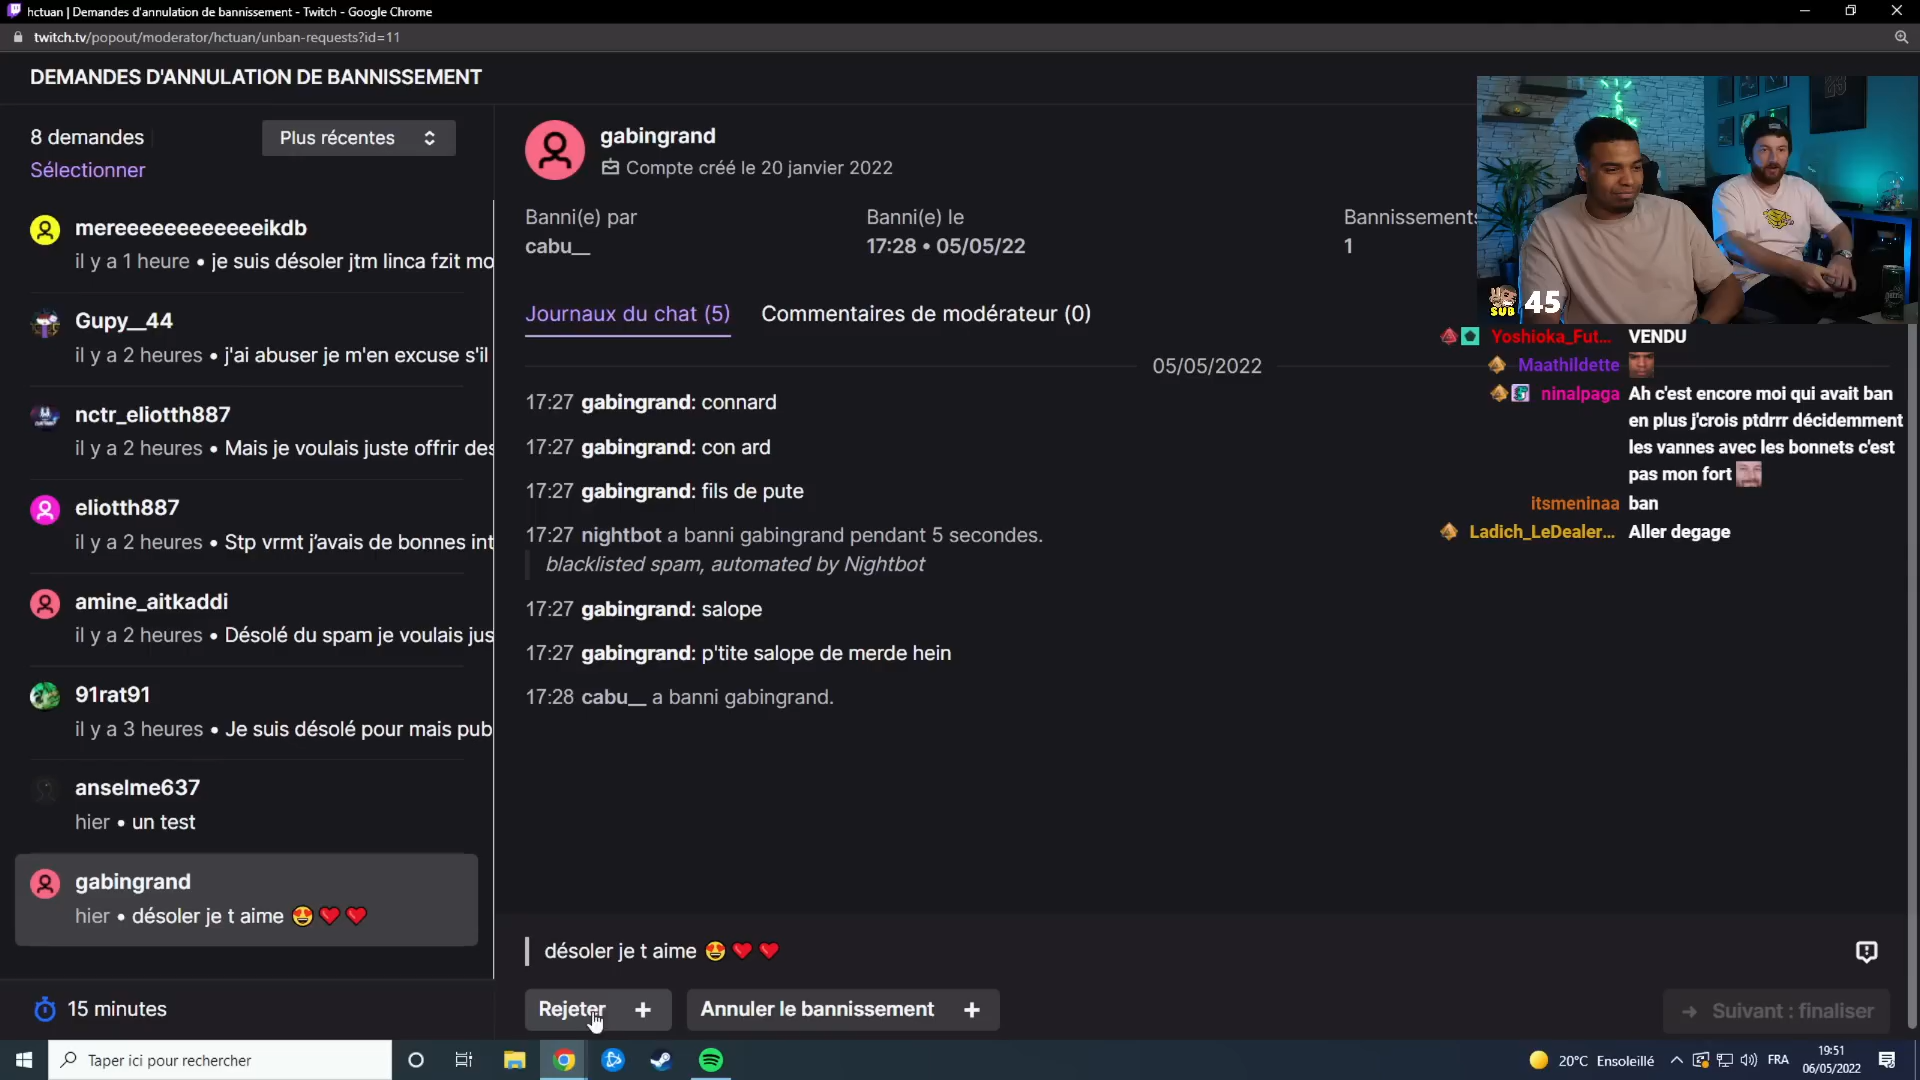 hctuan | Demandes d'annulation de bannissement - Twitch - Google Chrome
twitch.tv/popout/moderator/hctuan/unban-requests?id=11
DEMANDES D'ANNULATION DE BANNISSEMENT
8 demandes
Plus récentes
Sélectionner
mereeeeeeeeeeeeikdb
il y a 1 heure • je suis désoler jtm linca fzit mo
Gupy__44
il y a 2 heures • j'ai abuser je m'en excuse s'il
nctr_eliotth887
il y a 2 heures • Mais je voulais juste offrir des
eliotth887
il y a 2 heures • Stp vrmt j'avais de bonnes int
amine_aitkaddi
il y a 2 heures • Désolé du spam je voulais jus
91rat91
il y a 3 heures • Je suis désolé pour mais pub
anselme637
hier • un test
gabingrand
hier • désoler je t aime 😍❤️❤️
15 minutes
gabingrand
Compte créé le 20 janvier 2022
Banni(e) par
cabu__
Banni(e) le
17:28 • 05/05/22
Bannissements
1
Journaux du chat (5)
Commentaires de modérateur (0)
05/05/2022
17:27 gabingrand: connard
17:27 gabingrand: con ard
17:27 gabingrand: fils de pute
17:27 nightbot a banni gabingrand pendant 5 secondes.
blacklisted spam, automated by Nightbot
17:27 gabingrand: salope
17:27 gabingrand: p'tite salope de merde hein
17:28 cabu__ a banni gabingrand.
désoler je t aime 😍❤️❤️
Rejeter +
Annuler le bannissement +
→ Suivant : finaliser
SUB 45
Yoshioka_Fut... VENDU
Maathildette
ninalpaga Ah c'est encore moi qui avait ban
en plus j'crois ptdrrr décidemment
les vannes avec les bonnets c'est
pas mon fort
itsmeninaa ban
Ladich_LeDealer... Aller degage
Taper ici pour rechercher
20°C Ensoleillé
FRA
19:51
06/05/2022